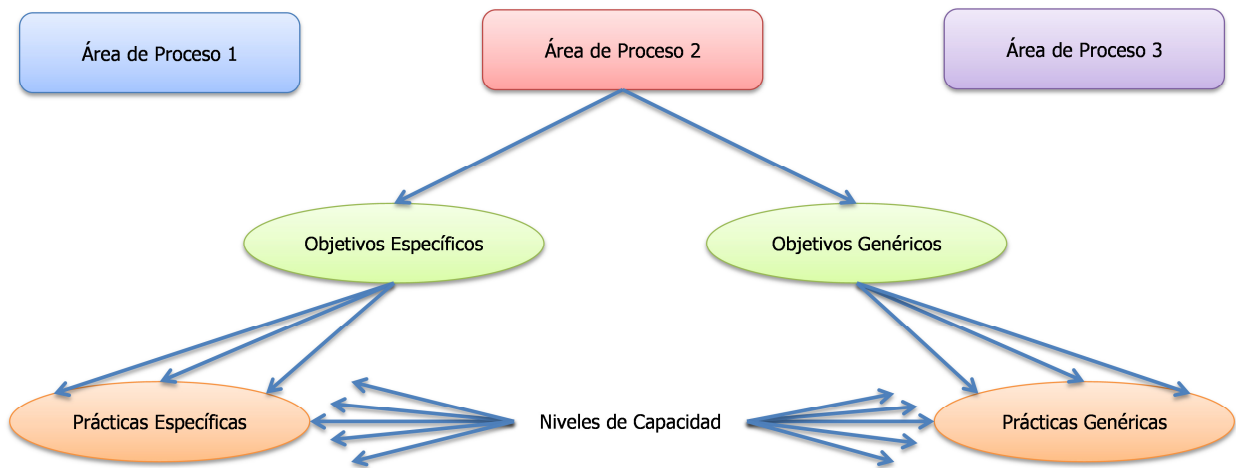 Área de Proceso 1
Área de Proceso 2
Área de Proceso 3
Objetivos Específicos
Objetivos Genéricos
Prácticas Específicas
Niveles de Capacidad
Prácticas Genéricas